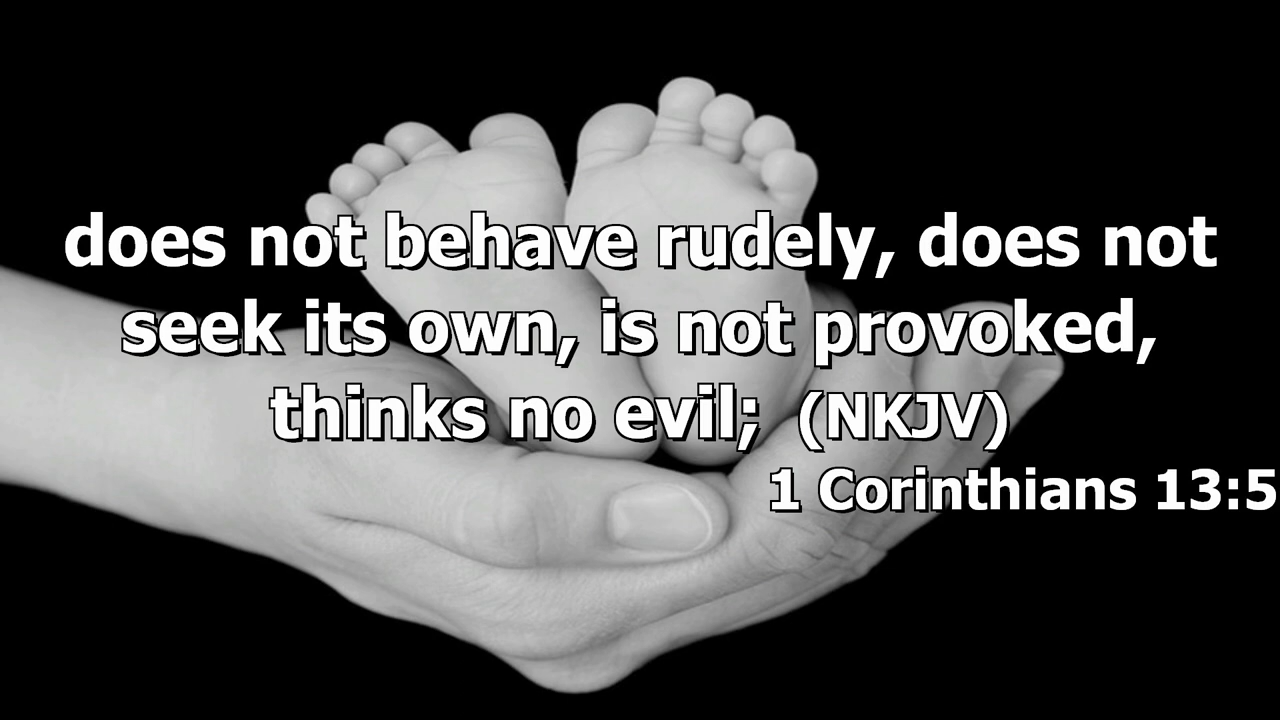 does not behave rudely, does not
seek its own, is not provoked,
thinks no evil; (NKJV)
1 Corinthians 13:5